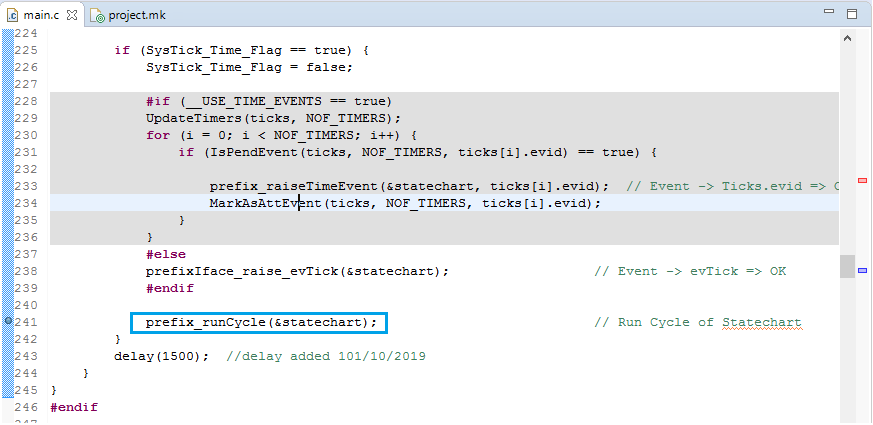 main.c project.mk
224
225 if (SysTick_Time_Flag == true) {
226 SysTick_Time_Flag = false;
227
228 #if (__USE_TIME_EVENTS == true)
229 UpdateTimers(ticks, NOF_TIMERS);
230 for (i = 0; i < NOF_TIMERS; i++) {
231 if (IsPendEvent(ticks, NOF_TIMERS, ticks[i].evid) == true) {
232
233 prefix_raiseTimeEvent(&statechart, ticks[i].evid); // Event -> Ticks.evid =>
234 MarkAsAttEvent(ticks, NOF_TIMERS, ticks[i].evid);
235 }
236 }
237 #else
238 prefixIface_raise_evTick(&statechart); // Event -> evTick => OK
239 #endif
240
241 prefix_runCycle(&statechart); // Run Cycle of Statechart
242 }
243 delay(1500); //delay added 101/10/2019
244 }
245 }
246 #endif